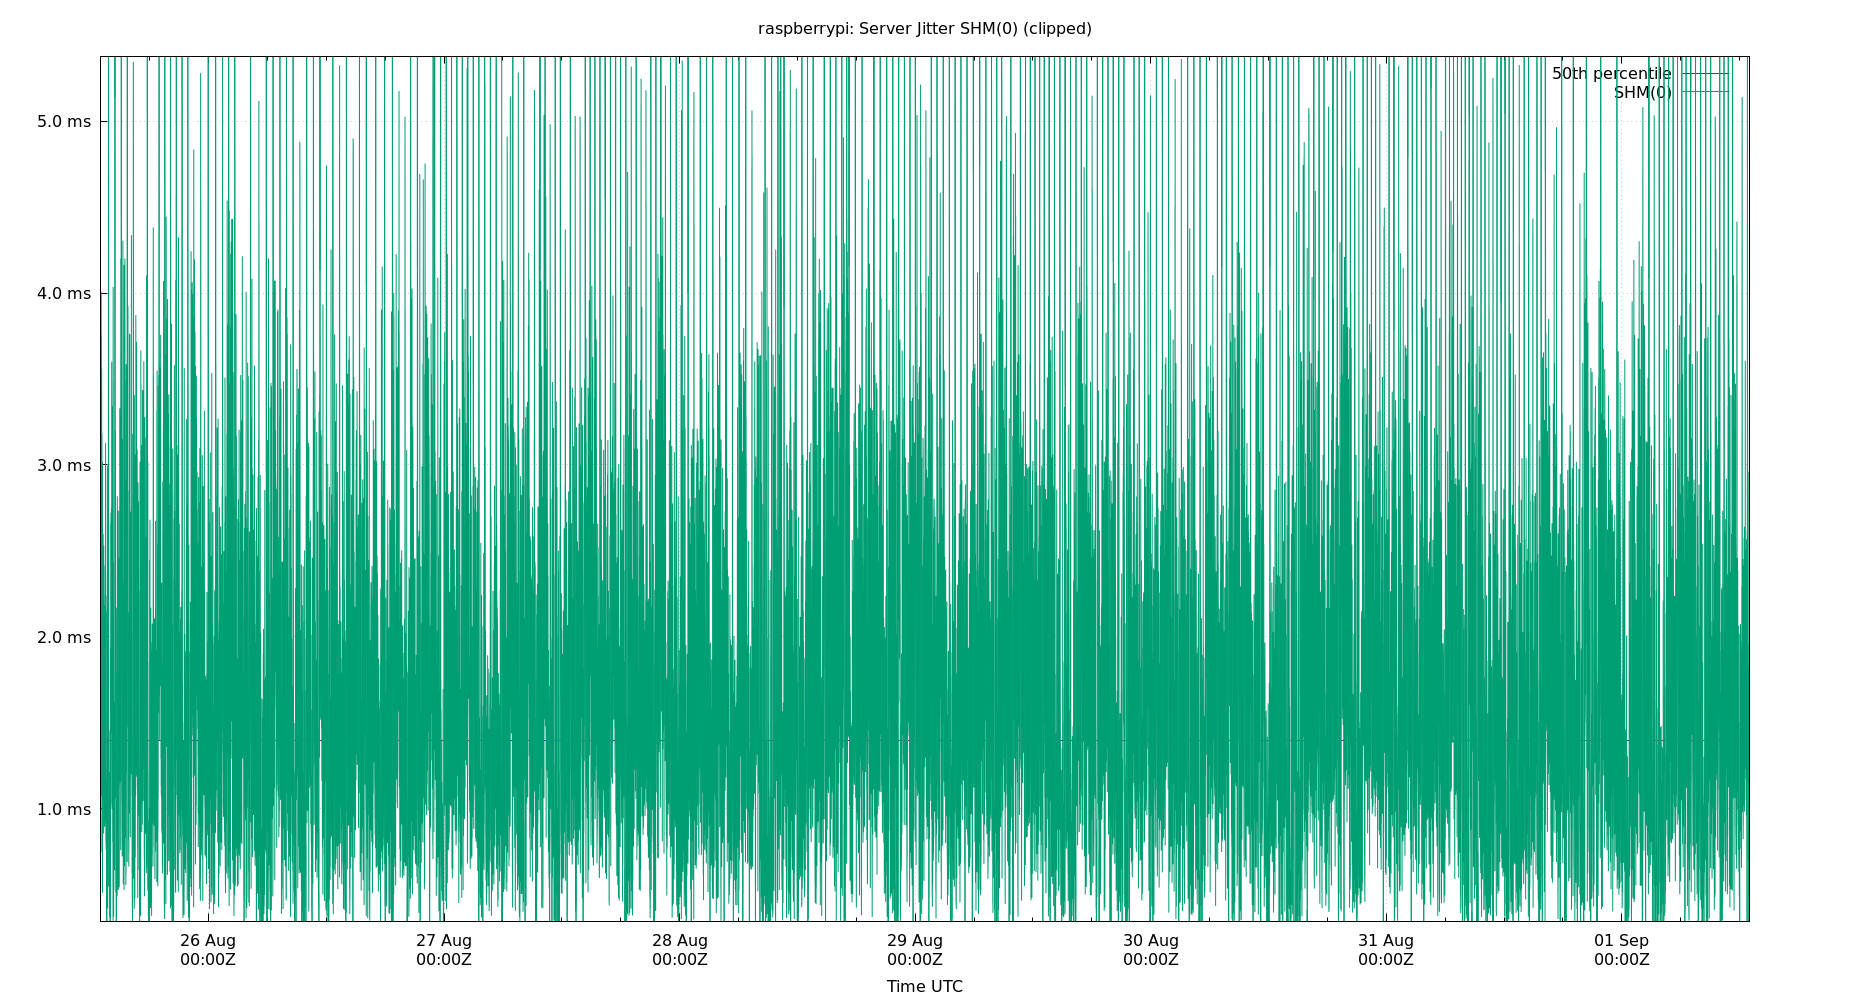 raspberrypi: Server Jitter SHM(0) (clipped)
50th percentile
SHM(0)
5.0 ms
4.0 ms
3.0 ms
2.0 ms
1.0 ms
26 Aug 27 Aug 28 Aug 29 Aug 30 Aug 31 Aug 01 Sep
00:00Z 00:00Z 00:00Z 00:00Z 00:00Z 00:00Z 00:00Z
Time UTC